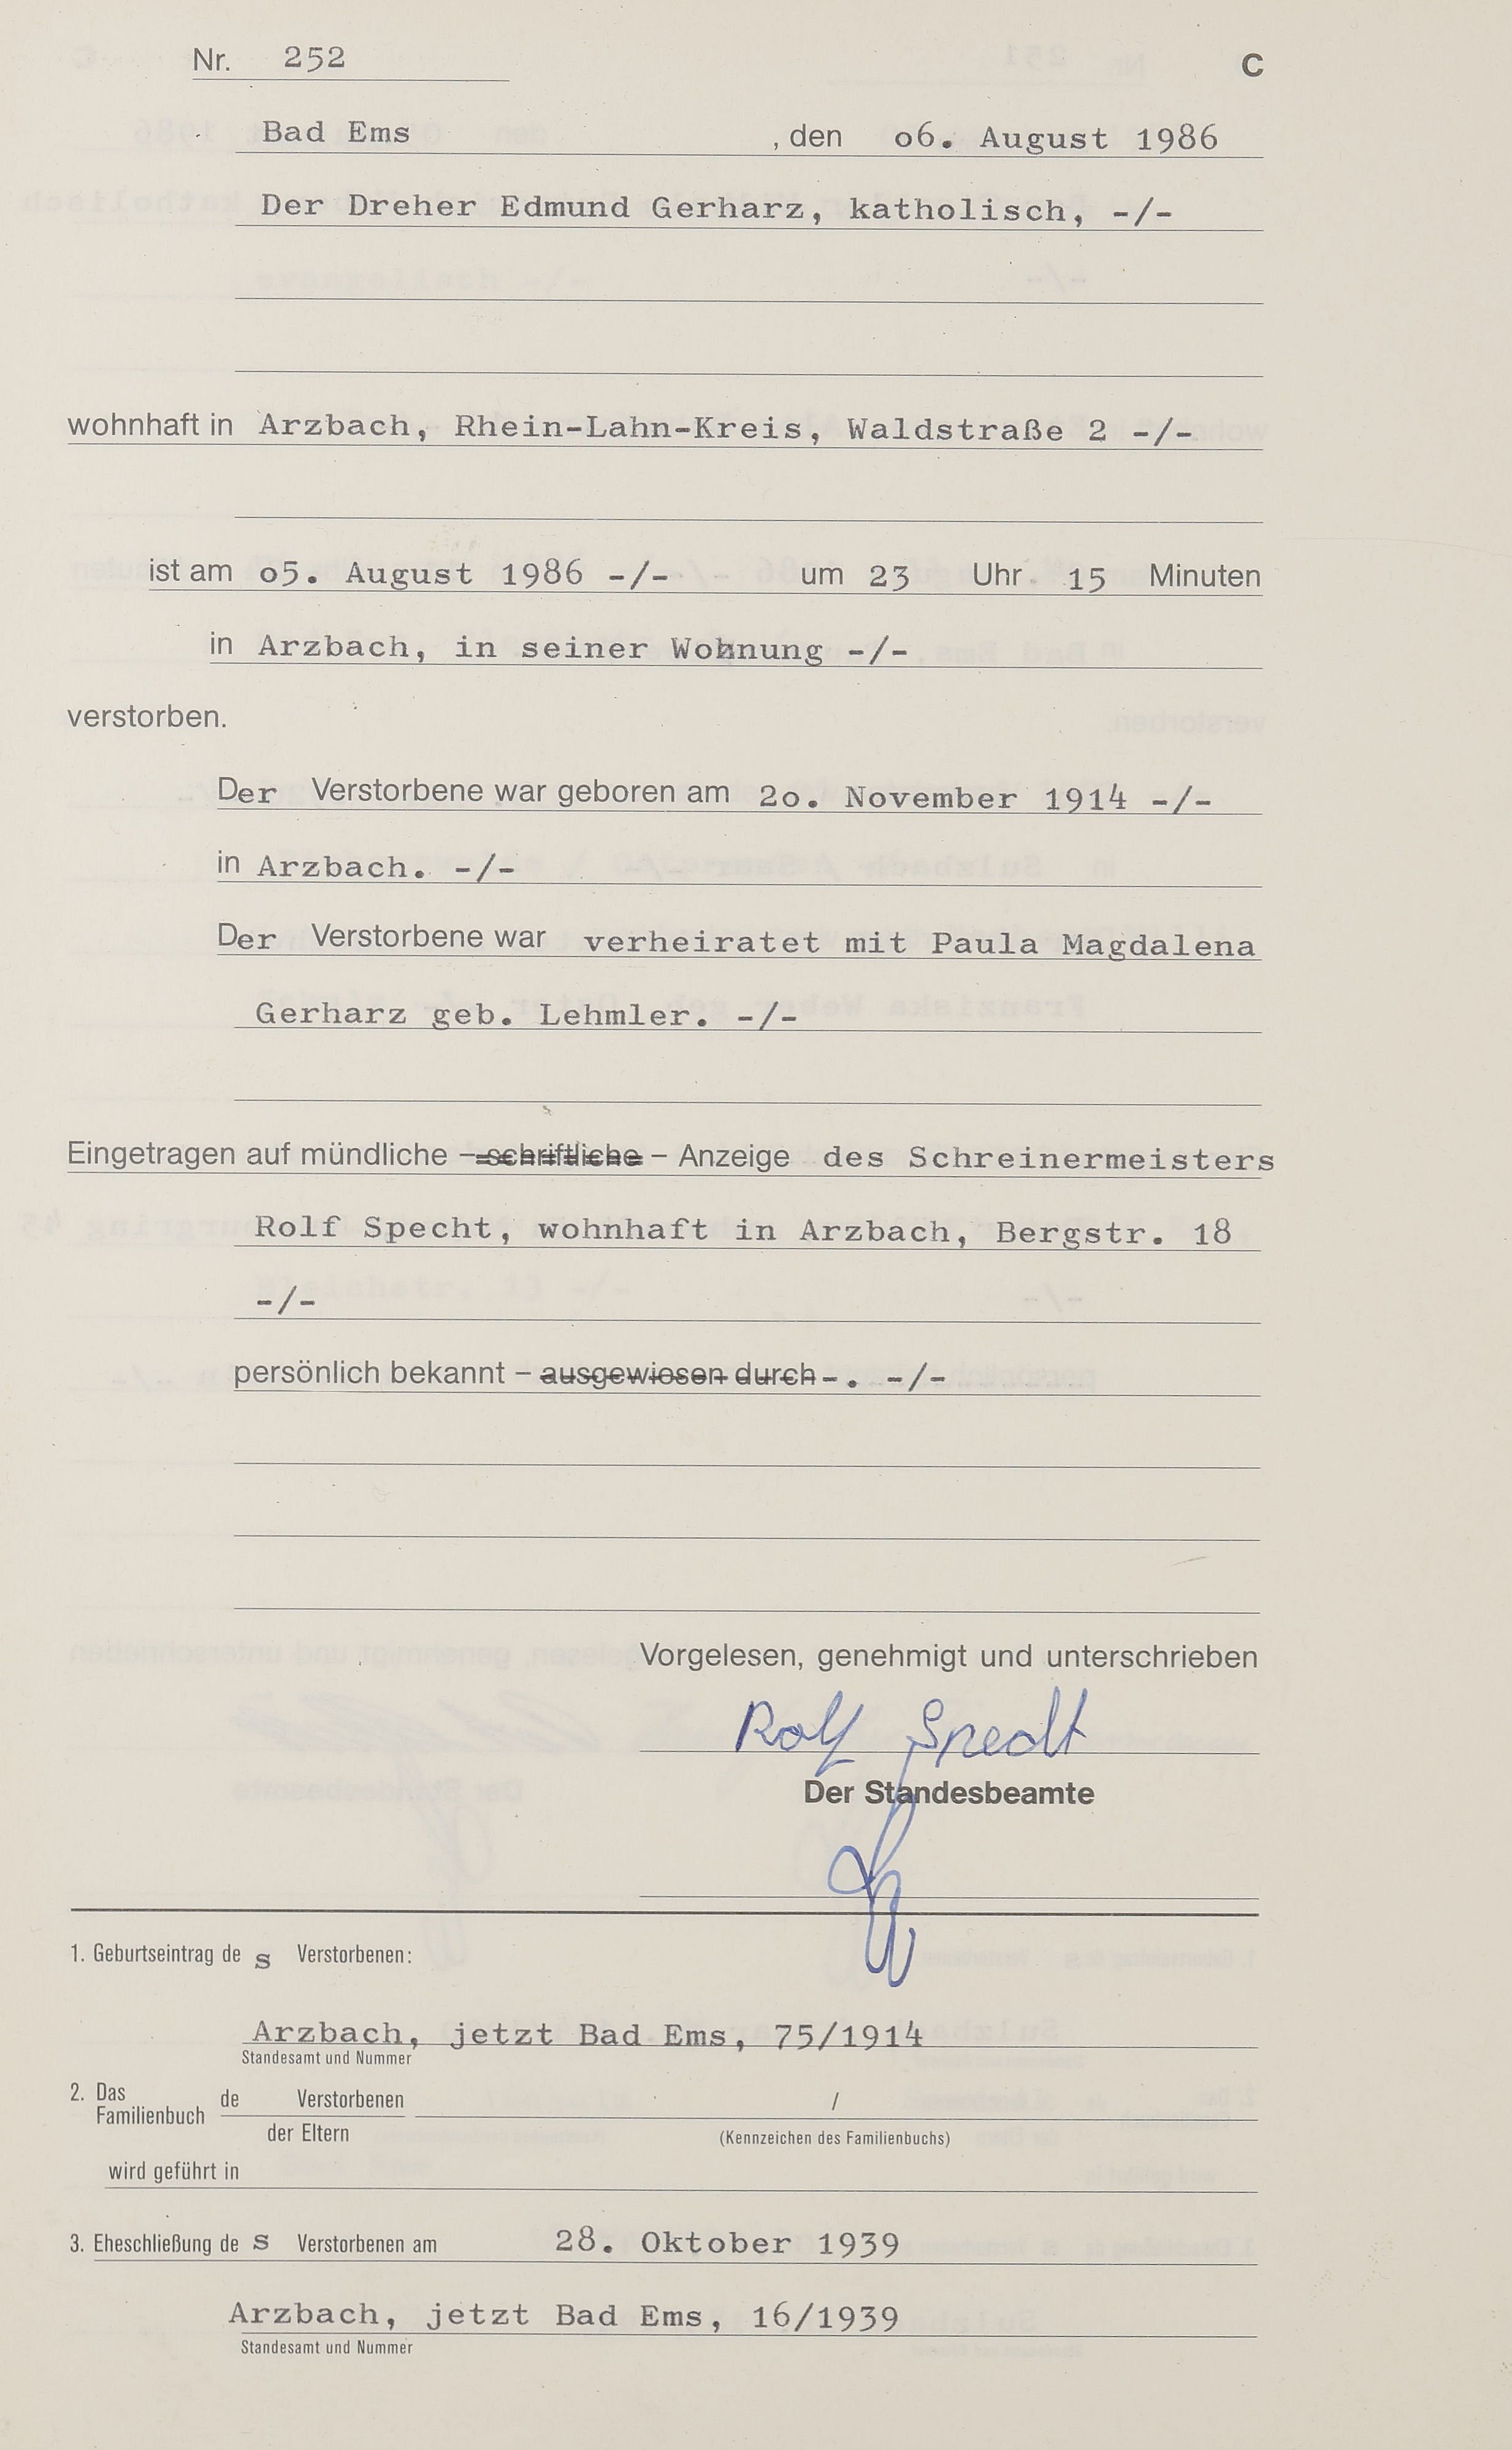 Nr. 252
C
Bad Ems , den o6. August 1986
Der Dreher Edmund Gerharz, katholisch, -/-
wohnhaft in Arzbach, Rhein-Lahn-Kreis, Waldstraße 2 -/-
ist am o5. August 1986 -/- um 23 Uhr 15 Minuten
in Arzbach, in seiner Wohnung -/-
verstorben.
Der Verstorbene war geboren am 2o. November 1914 -/-
in Arzbach. -/-
Der Verstorbene war verheiratet mit Paula Magdalena
Gerharz geb. Lehmler. -/-
Eingetragen auf mündliche – schriftliche – Anzeige des Schreinermeisters
Rolf Specht, wohnhaft in Arzbach, Bergstr. 18
-/-
persönlich bekannt – ausgewiesen durch -. -/-
Vorgelesen, genehmigt und unterschrieben
Rolf Specht
Der Standesbeamte
1. Geburtseintrag de s Verstorbenen:
Arzbach, jetzt Bad Ems, 75/1914
Standesamt und Nummer
2. Das Familienbuch de Verstorbenen /
der Eltern (Kennzeichen des Familienbuchs)
wird geführt in
3. Eheschließung de s Verstorbenen am 28. Oktober 1939
Arzbach, jetzt Bad Ems, 16/1939
Standesamt und Nummer